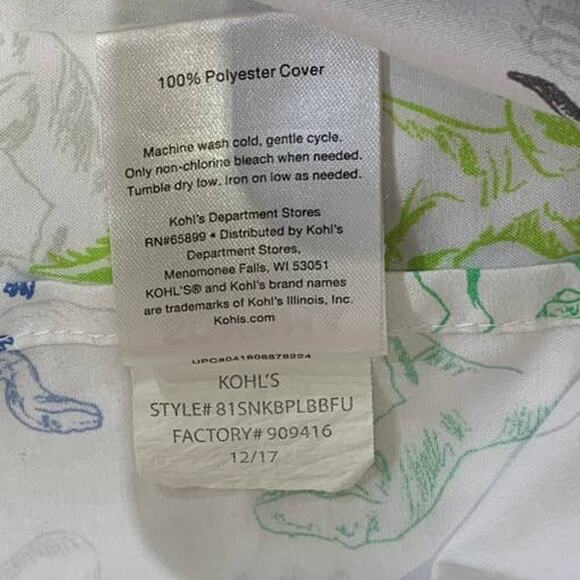 100% Polyester Cover
Machine wash cold, gentle cycle.
Only non-chlorine bleach when needed.
Tumble dry low. Iron on low as needed.
Kohl's Department Stores
RN#65899 • Distributed by Kohl's
Department Stores,
Menomonee Falls, WI 53051
KOHL'S® and Kohl's brand names
are trademarks of Kohl's Illinois, Inc.
Kohls.com
KOHL'S
STYLE# 81SNKBPLBBFU
FACTORY# 909416
12/17